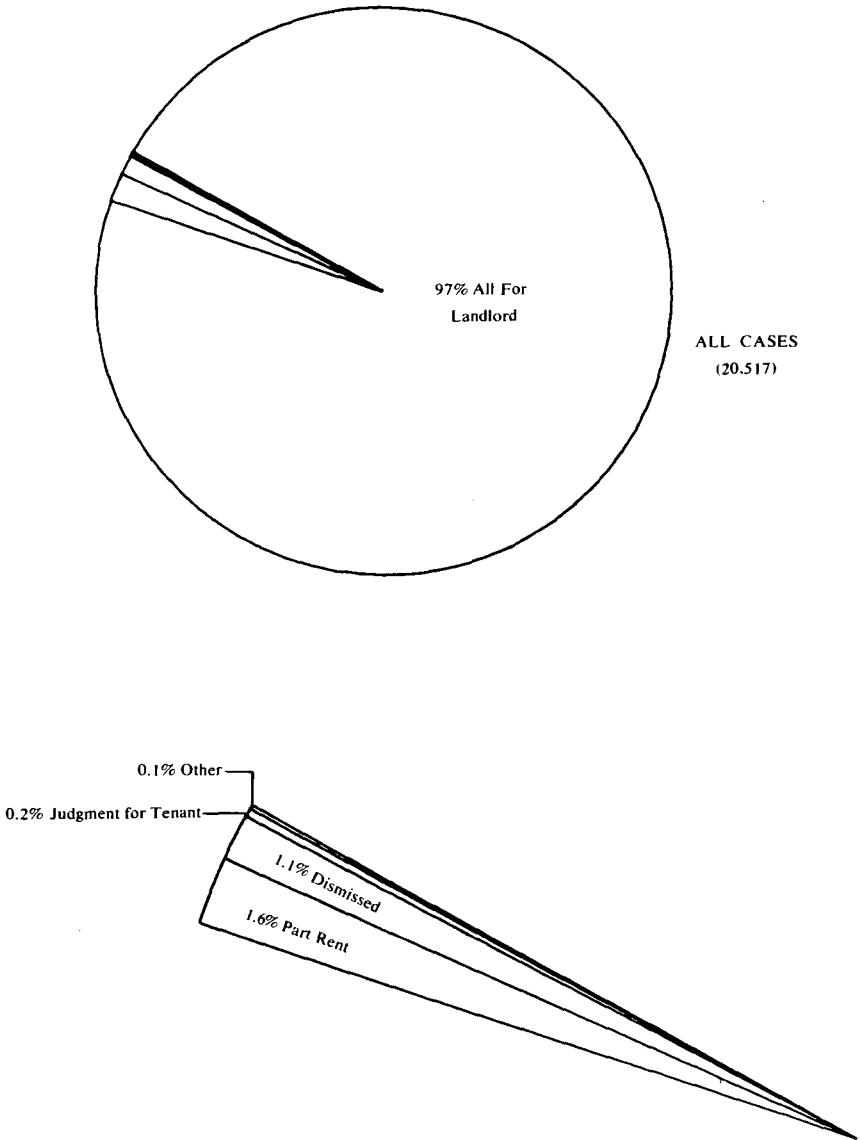 97% All For
Landlord
ALL CASES
(20,517)
0.1% Other
0.2% Judgment for Tenant
1.1% Dismissed
1.6% Part Rent